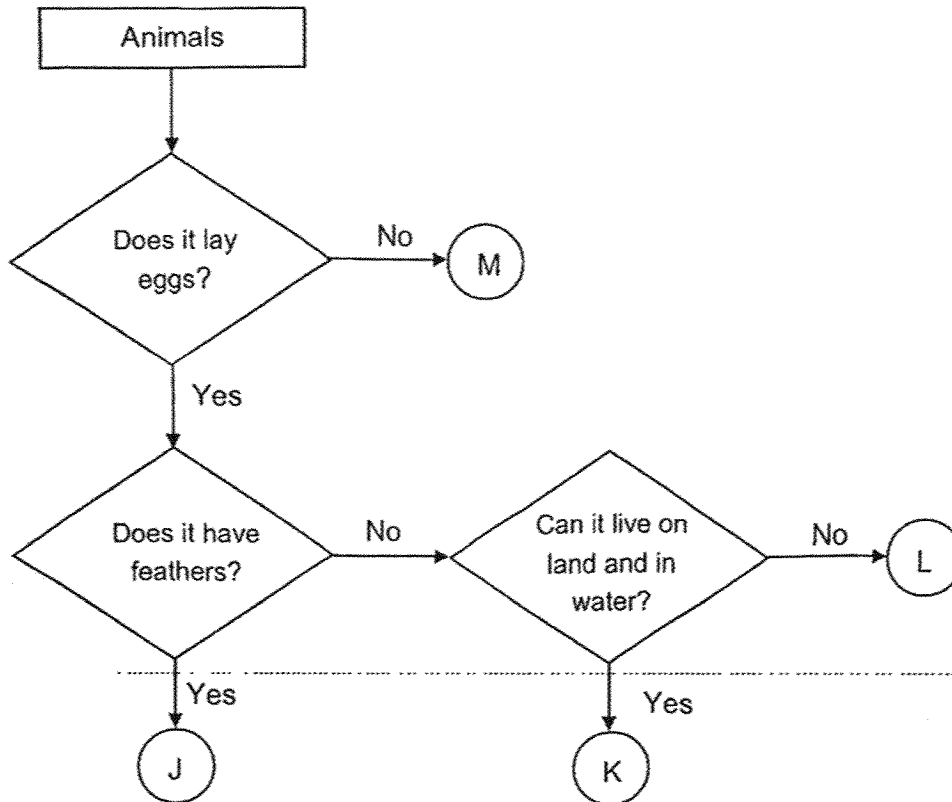 Animals
Does it lay
eggs?
No
M
Yes
Does it have
feathers?
No
Can it live on
land and in
water?
No
L
Yes
J
Yes
K